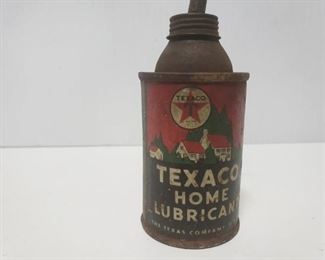 TEXACO
TEXACO
HOME
LUBRICANT
THE TEXAS COMPANY